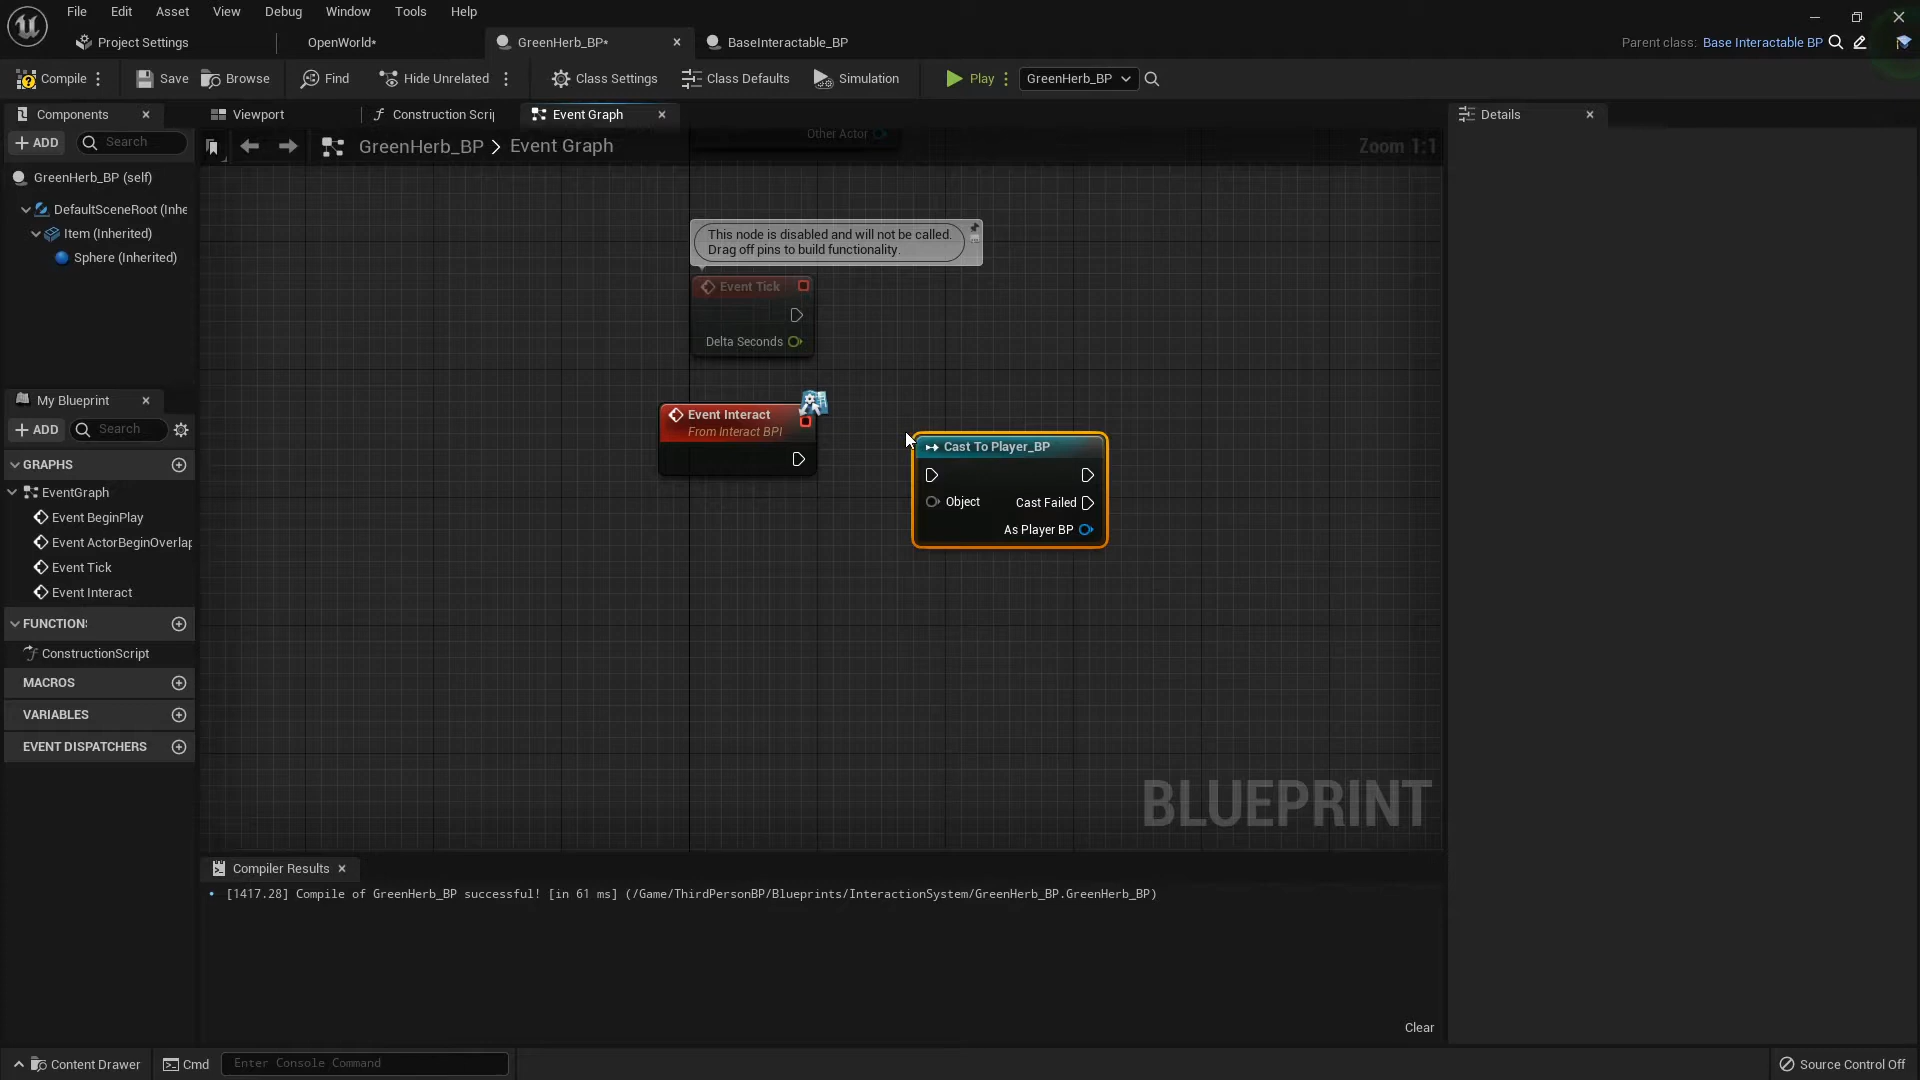 File Edit Asset View Debug Window Tools Help
Project Settings OpenWorld* GreenHerb_BP* BaseInteractable_BP Parent class: Base Interactable BP
Compile Save Browse Find Hide Unrelated Class Settings Class Defaults Simulation Play GreenHerb_BP
Components Viewport Construction Scrip Event Graph Details
ADD Search
GreenHerb_BP > Event Graph
Zoom 1:1
Other Actor
GreenHerb_BP (self)
DefaultSceneRoot (Inhe
Item (Inherited)
Sphere (Inherited)
This node is disabled and will not be called.
Drag off pins to build functionality.
Event Tick
Delta Seconds
Event Interact
From Interact BPI
Cast To Player_BP
Object Cast Failed
As Player BP
My Blueprint
ADD Search
GRAPHS
EventGraph
Event BeginPlay
Event ActorBeginOverlap
Event Tick
Event Interact
FUNCTIONS
ConstructionScript
MACROS
VARIABLES
EVENT DISPATCHERS
BLUEPRINT
Compiler Results
[1417.28] Compile of GreenHerb_BP successful! [in 61 ms] (/Game/ThirdPersonBP/Blueprints/InteractionSystem/GreenHerb_BP.GreenHerb_BP)
Clear
Content Drawer Cmd Enter Console Command Source Control Off